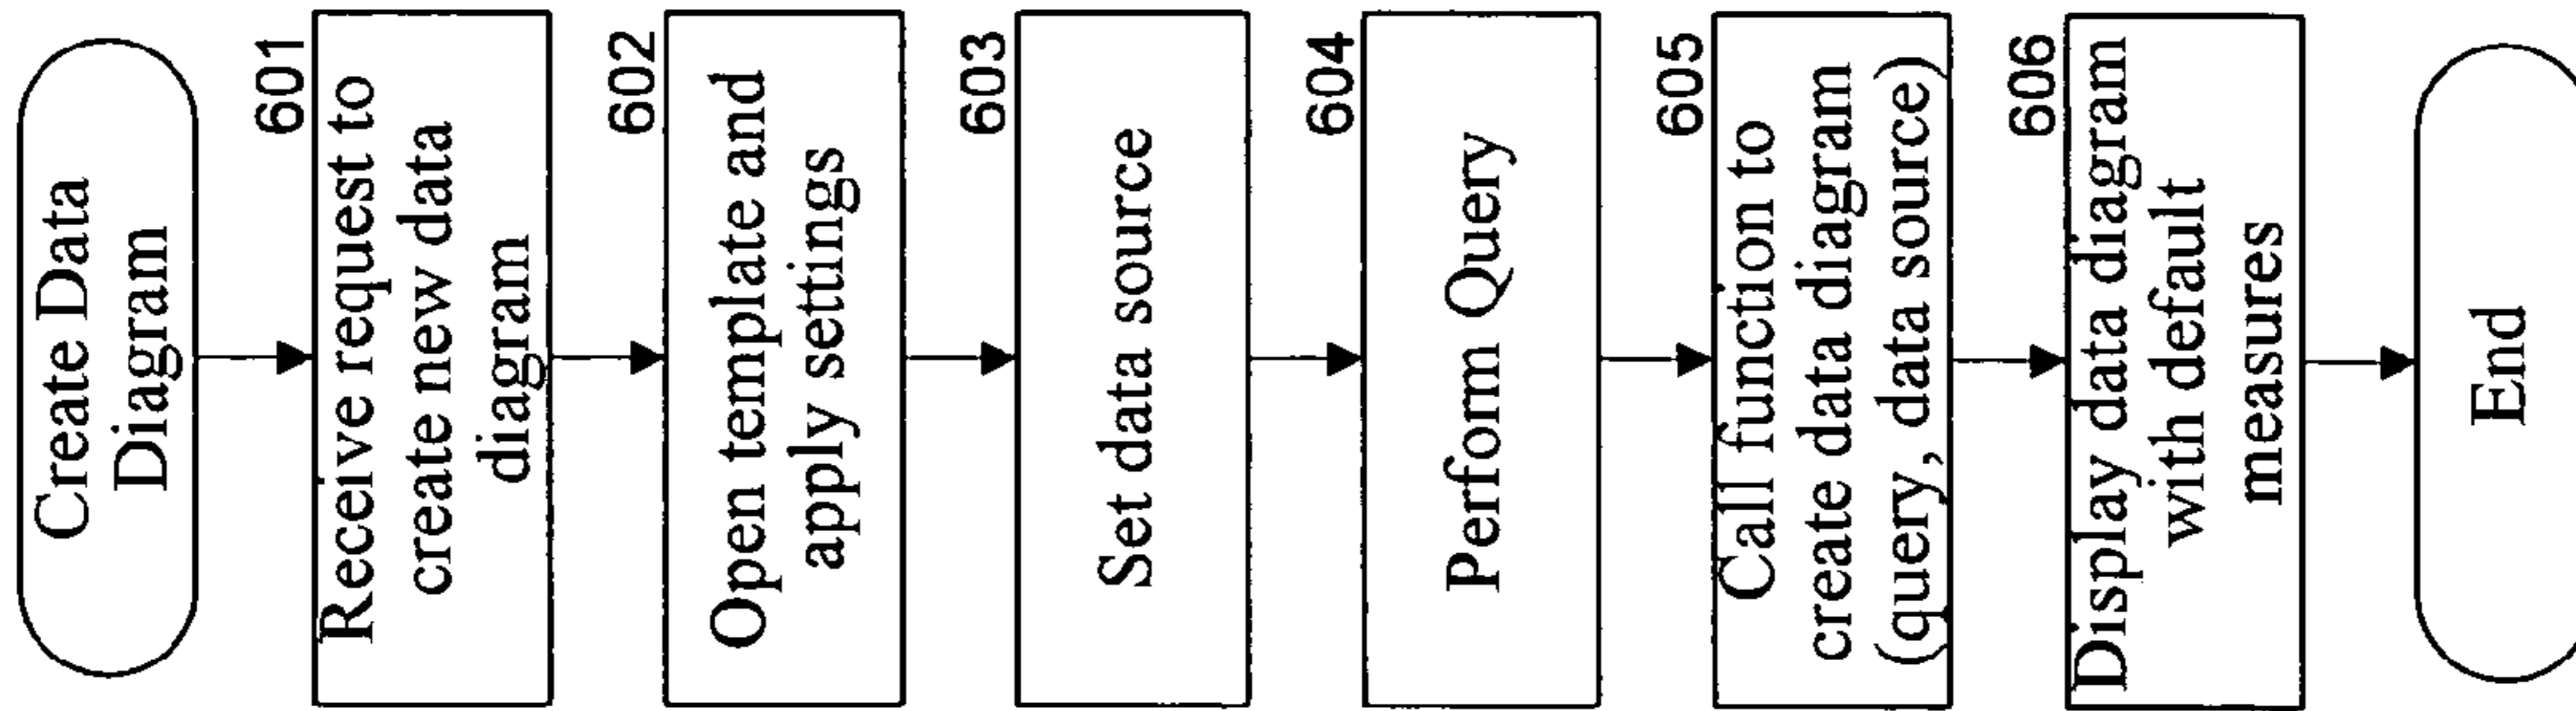 Create Data
Diagram
601
Receive request to
create new data
diagram
602
Open template and
apply settings
603
Set data source
604
Perform Query
605
Call function to
create data diagram
(query, data source)
606
Display data diagram
with default
measures
End